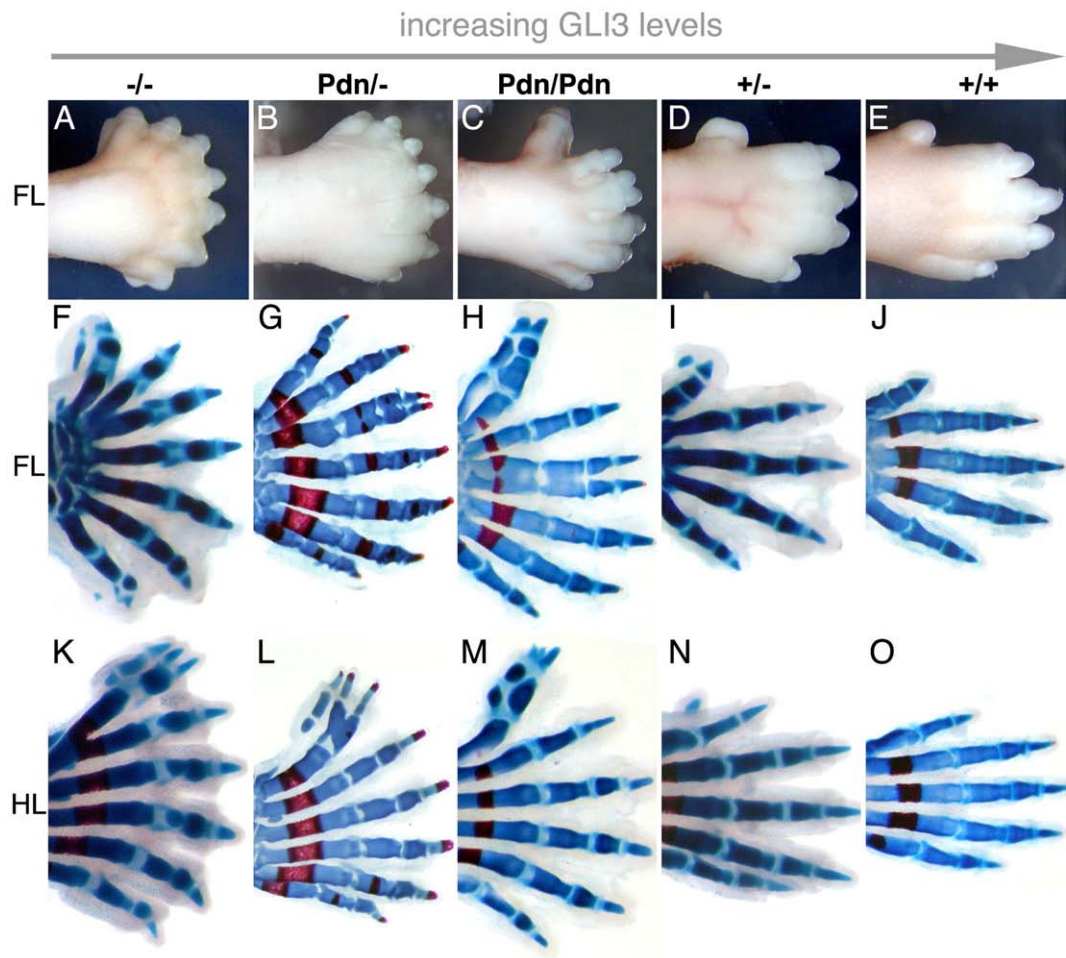 increasing GLI3 levels
-/- Pdn/- Pdn/Pdn +/- +/+
A B C D E
FL
F G H I J
FL
K L M N O
HL